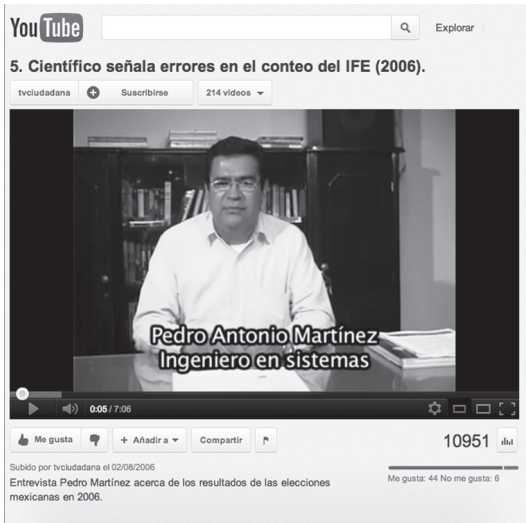 YouTube
Explorar
5. Científico señala errores en el conteo del IFE (2006).
tvciudadana
Suscribirse
214 vídeos
Pedro Antonio Martínez
Ingeniero en sistemas
0:05 / 7:06
Me gusta
+ Añadir a
Compartir
10951
Subido por tvciudadana el 02/08/2006
Me gusta: 44 No me gusta: 6
Entrevista Pedro Martínez acerca de los resultados de las elecciones
mexicanas en 2006.